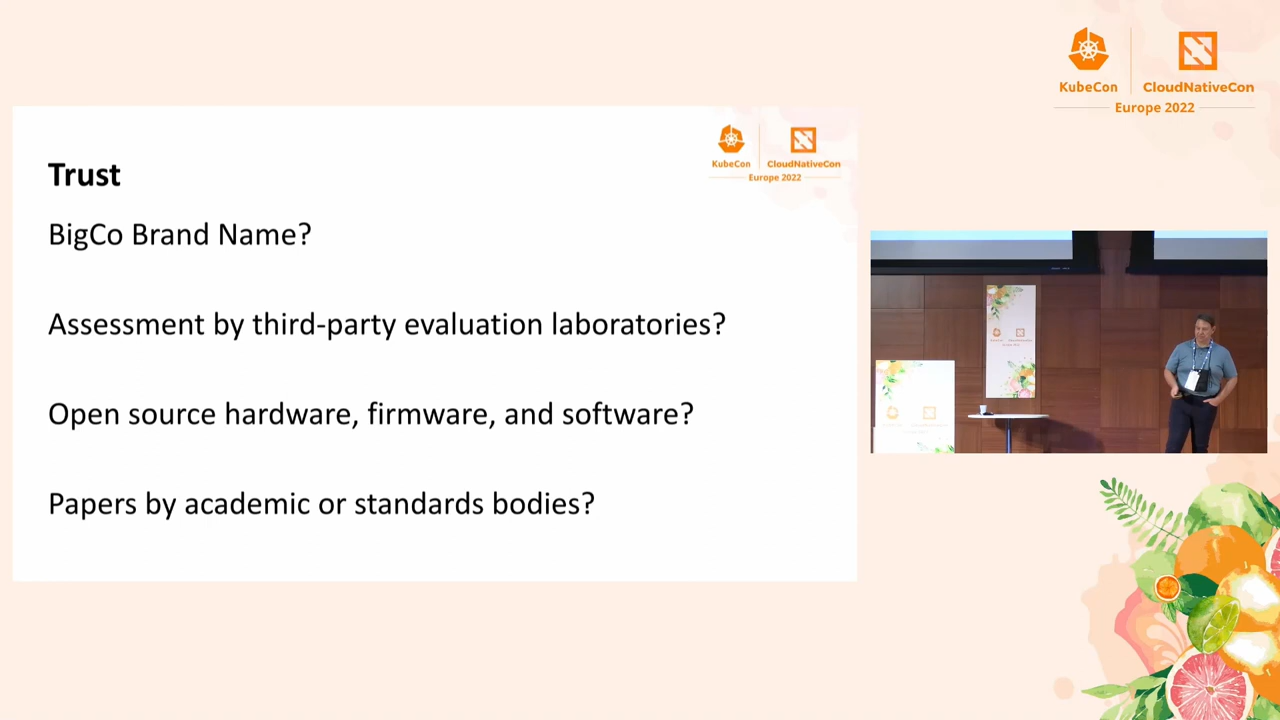 KubeCon
CloudNativeCon
Europe 2022
KubeCon
CloudNativeCon
Europe 2022
Trust
BigCo Brand Name?
Assessment by third-party evaluation laboratories?
Open source hardware, firmware, and software?
Papers by academic or standards bodies?